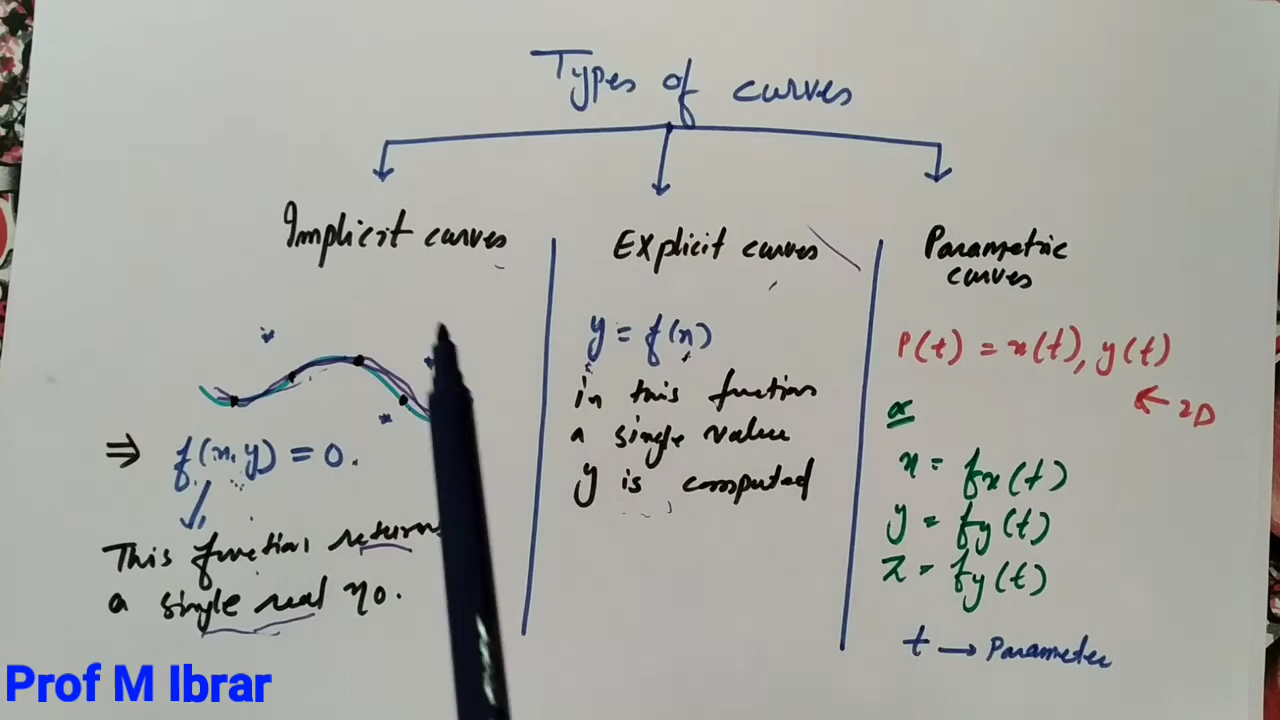 Types of curves
Implicit curves
⇒ f(x,y) = 0.
This function return
a single real no.
Explicit curves
y = f(x)
in this function
a single value
y is computed
Parametric
curves
P(t) = x(t), y(t)
← 2D
or
x = fx(t)
y = fy(t)
z = fy(t)
t → Parameter
Prof M Ibrar